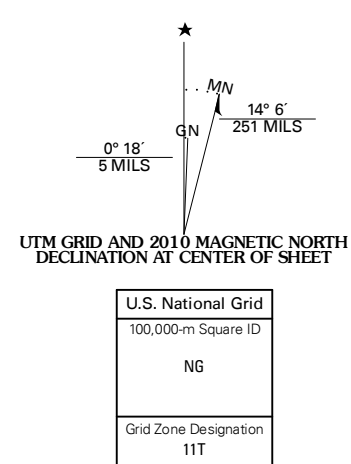 MN
GN
14° 6´
251 MILS
0° 18´
5 MILS
UTM GRID AND 2010 MAGNETIC NORTH
DECLINATION AT CENTER OF SHEET
U.S. National Grid
100,000-m Square ID
NG
Grid Zone Designation
11T